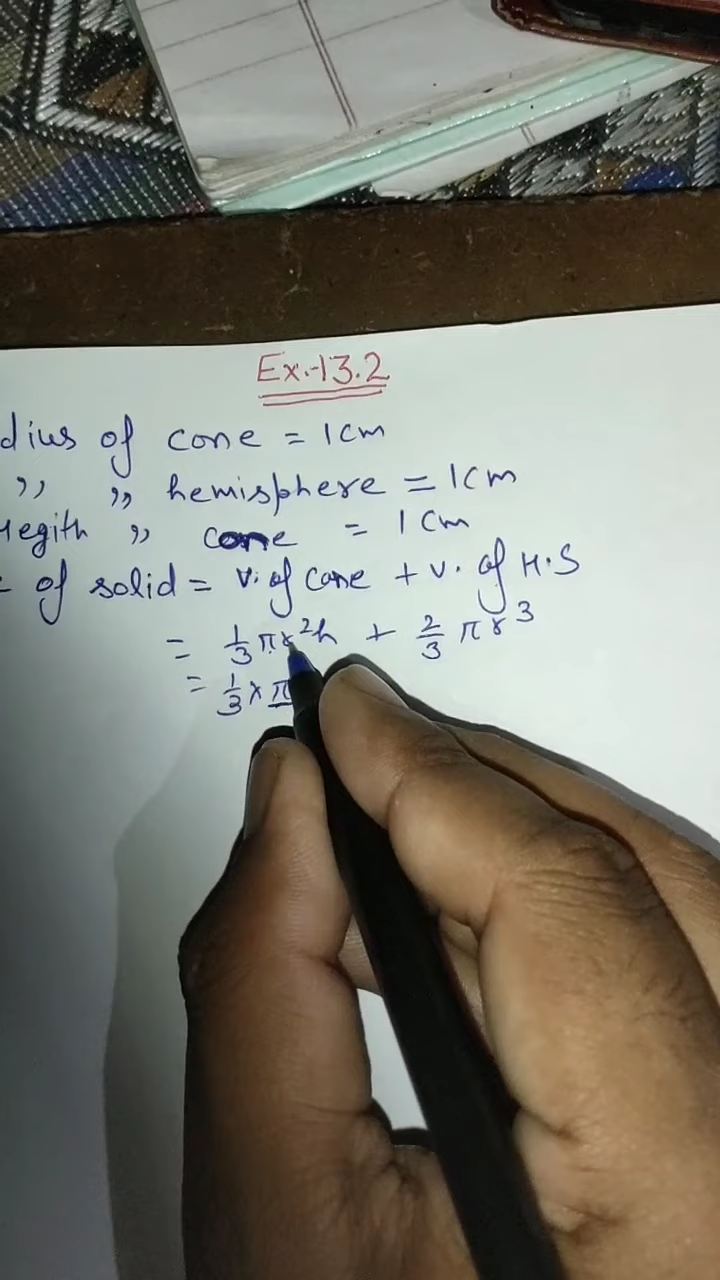 Ex.-13.2
dius of cone = 1cm
,, ,, hemisphere = 1cm
Hegith ,, cone = 1 Cm
of solid = V. of Cone + V. of H.S
= 1/3 πr²h + 2/3 πr³
= 1/3 × π